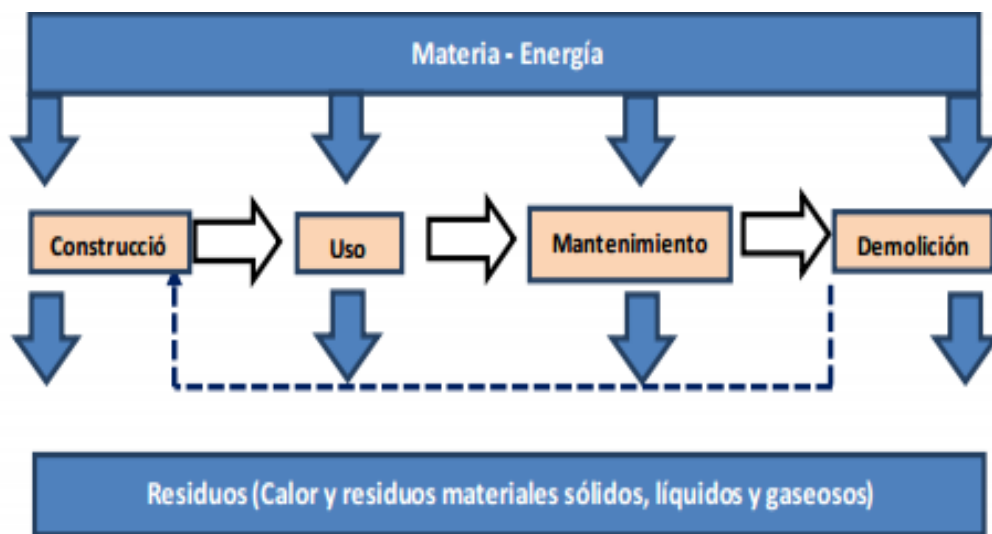 Materia - Energía
Construcció
Uso
Mantenimiento
Demolición
Residuos (Calor y residuos materiales sólidos, líquidos y gaseosos)